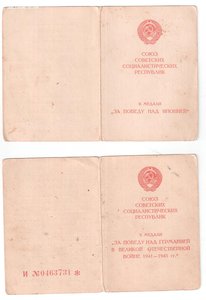 СОЮЗ
СОВЕТСКИХ
СОЦИАЛИСТИЧЕСКИХ
РЕСПУБЛИК
К МЕДАЛИ
"ЗА ПОБЕДУ НАД ЯПОНИЕЙ"
СОЮЗ
СОВЕТСКИХ
СОЦИАЛИСТИЧЕСКИХ
РЕСПУБЛИК
К МЕДАЛИ
"ЗА ПОБЕДУ НАД ГЕРМАНИЕЙ
В ВЕЛИКОЙ ОТЕЧЕСТВЕННОЙ
ВОЙНЕ 1941—1945 гг."
И №0463731 *